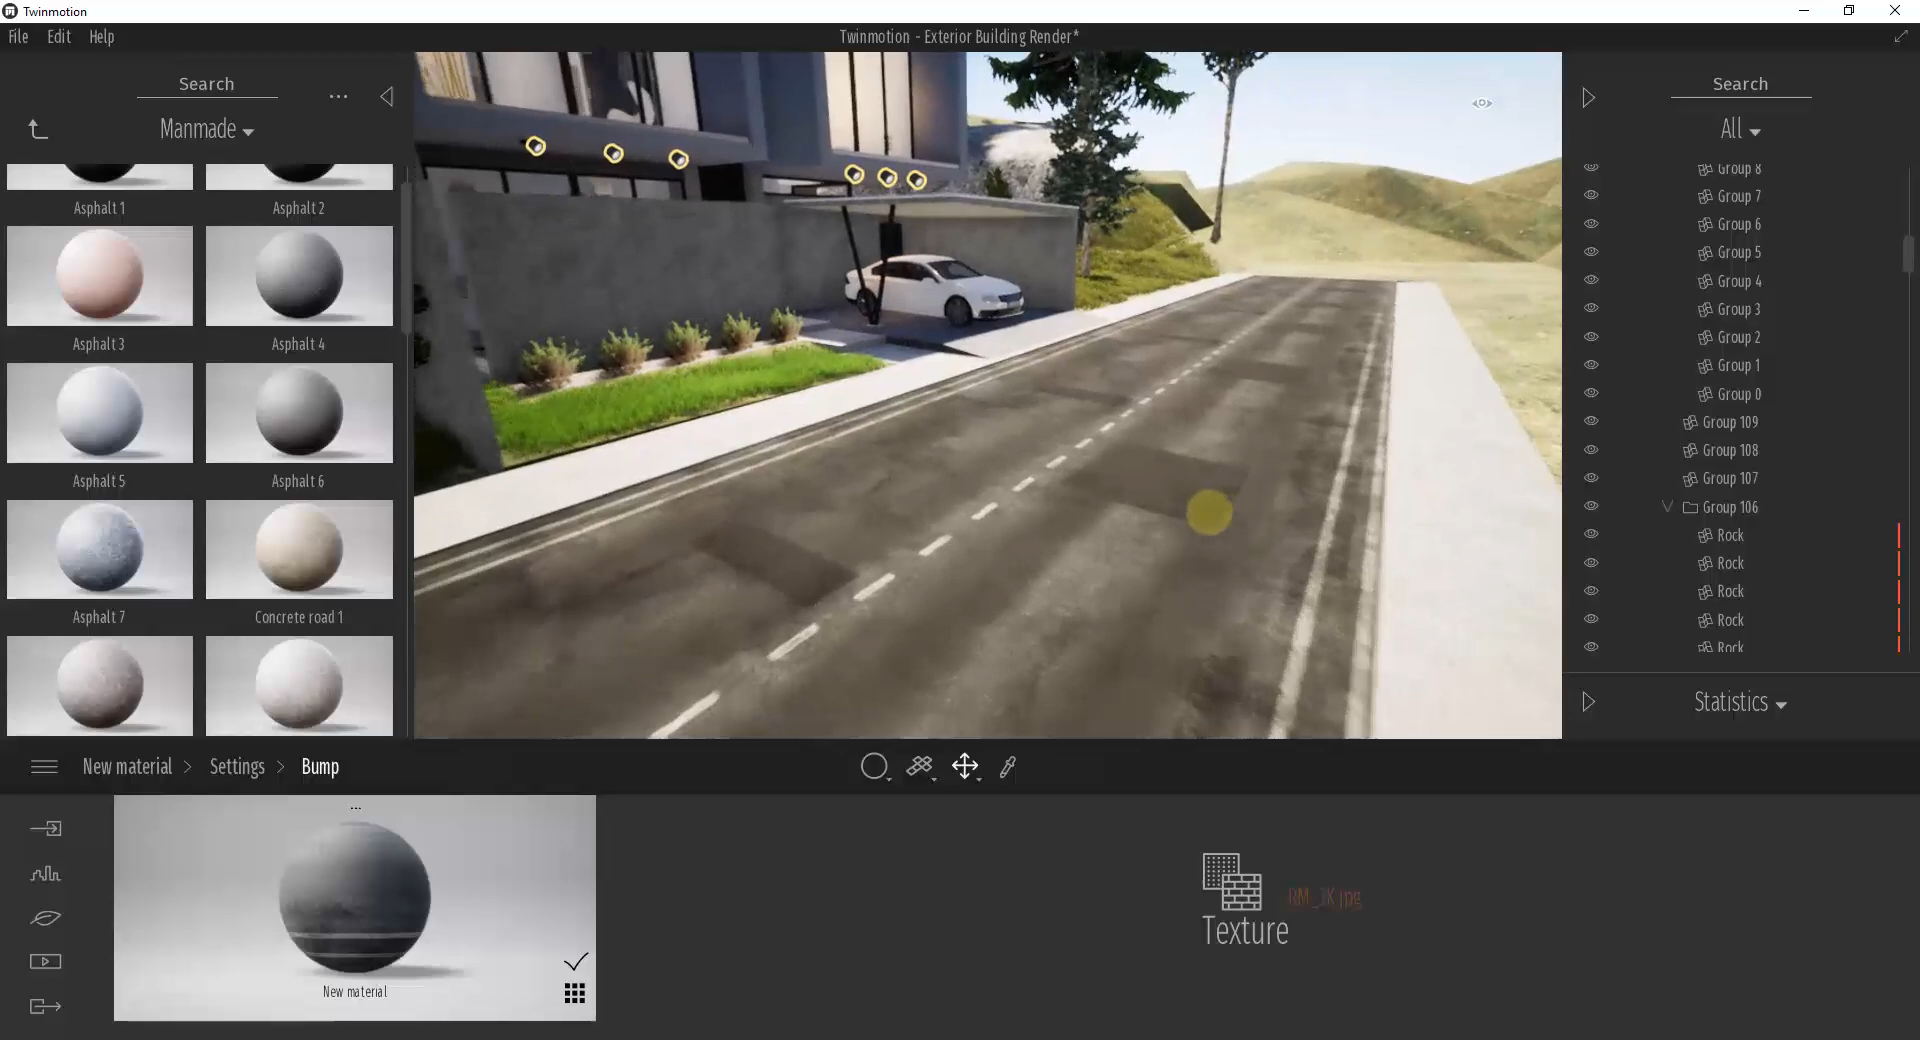 Twinmotion
File Edit Help
Twinmotion - Exterior Building Render*
Search
Manmade
Asphalt 1
Asphalt 2
Asphalt 3
Asphalt 4
Asphalt 5
Asphalt 6
Asphalt 7
Concrete road 1
Search
All
Group 8
Group 7
Group 6
Group 5
Group 4
Group 3
Group 2
Group 1
Group 0
Group 109
Group 108
Group 107
Group 106
Rock
Rock
Rock
Rock
Rock
Statistics
New material > Settings > Bump
New material
Texture